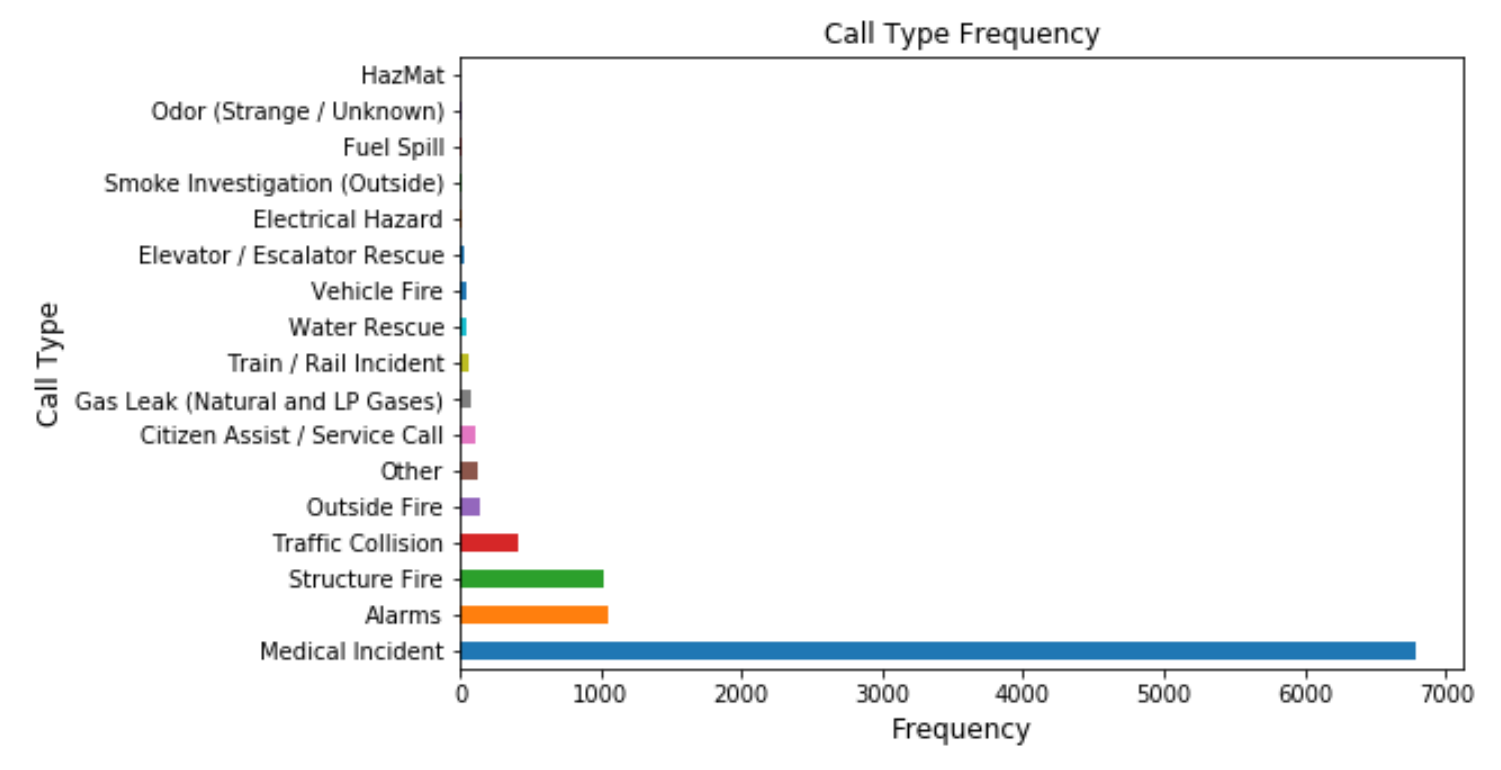 Call Type Frequency
HazMat
Odor (Strange / Unknown)
Fuel Spill
Smoke Investigation (Outside)
Electrical Hazard
Elevator / Escalator Rescue
Vehicle Fire
Water Rescue
Train / Rail Incident
Gas Leak (Natural and LP Gases)
Citizen Assist / Service Call
Other
Outside Fire
Traffic Collision
Structure Fire
Alarms
Medical Incident
Call Type
0 1000 2000 3000 4000 5000 6000 7000
Frequency